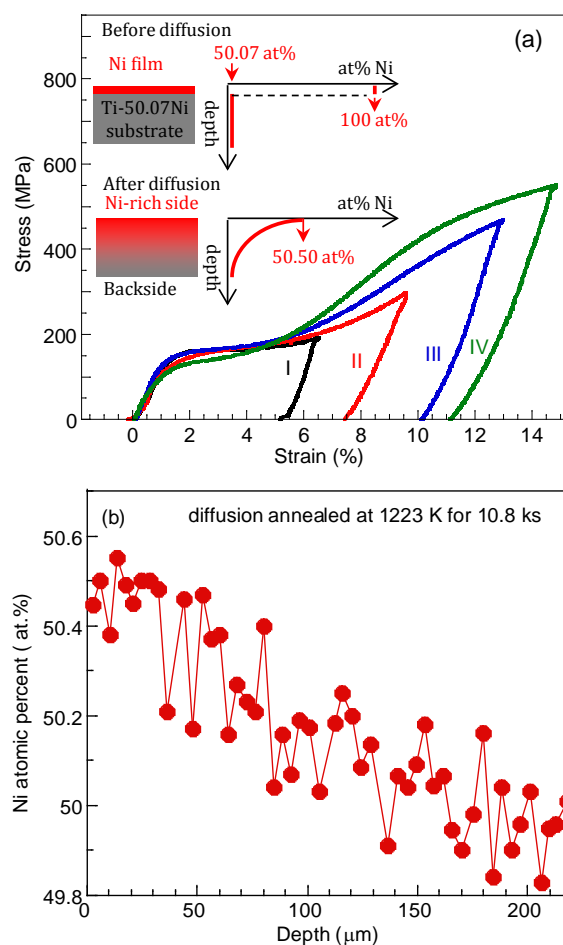 (a)
Before diffusion
Ni film
50.07 at%
at% Ni
Ti-50.07Ni
substrate
depth
100 at%
After diffusion
Ni-rich side
at% Ni
depth
50.50 at%
Backside
Stress (MPa)
800
600
400
200
0
I
II
III
IV
0 2 4 6 8 10 12 14
Strain (%)
(b)
diffusion annealed at 1223 K for 10.8 ks
Ni atomic percent ( at.%)
50.6
50.4
50.2
50
49.8
0 50 100 150 200
Depth (μm)